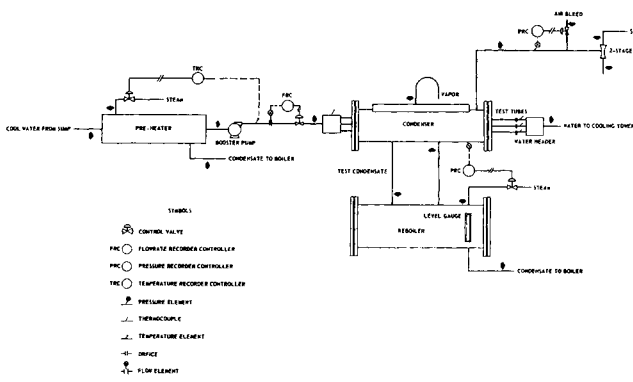 AIR BLEED
PRC
S
2-STAGE
TRC
FRC
VAPOR
STEAM
TEST TUBES
COOL WATER FROM SUMP
PRE-HEATER
CONDENSER
WATER TO COOLING TOWER
BOOSTER PUMP
WATER HEADER
CONDENSATE TO BOILER
TEST CONDENSATE
PRC
STEAM
LEVEL GAUGE
REBOILER
CONDENSATE TO BOILER
SYMBOLS
CONTROL VALVE
FRC FLOWRATE RECORDER CONTROLLER
PRC PRESSURE RECORDER CONTROLLER
TRC TEMPERATURE RECORDER CONTROLLER
PRESSURE ELEMENT
THERMOCOUPLE
TEMPERATURE ELEMENT
ORIFICE
FLOW ELEMENT